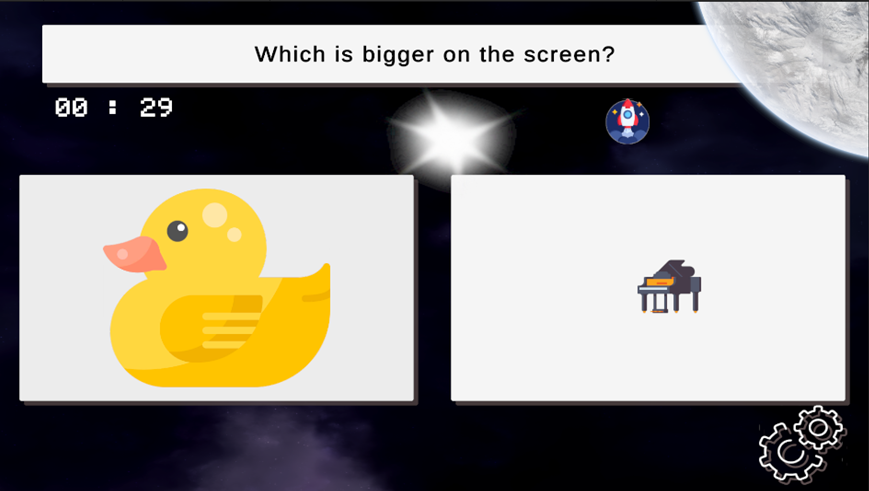 Which is bigger on the screen?
00 : 29